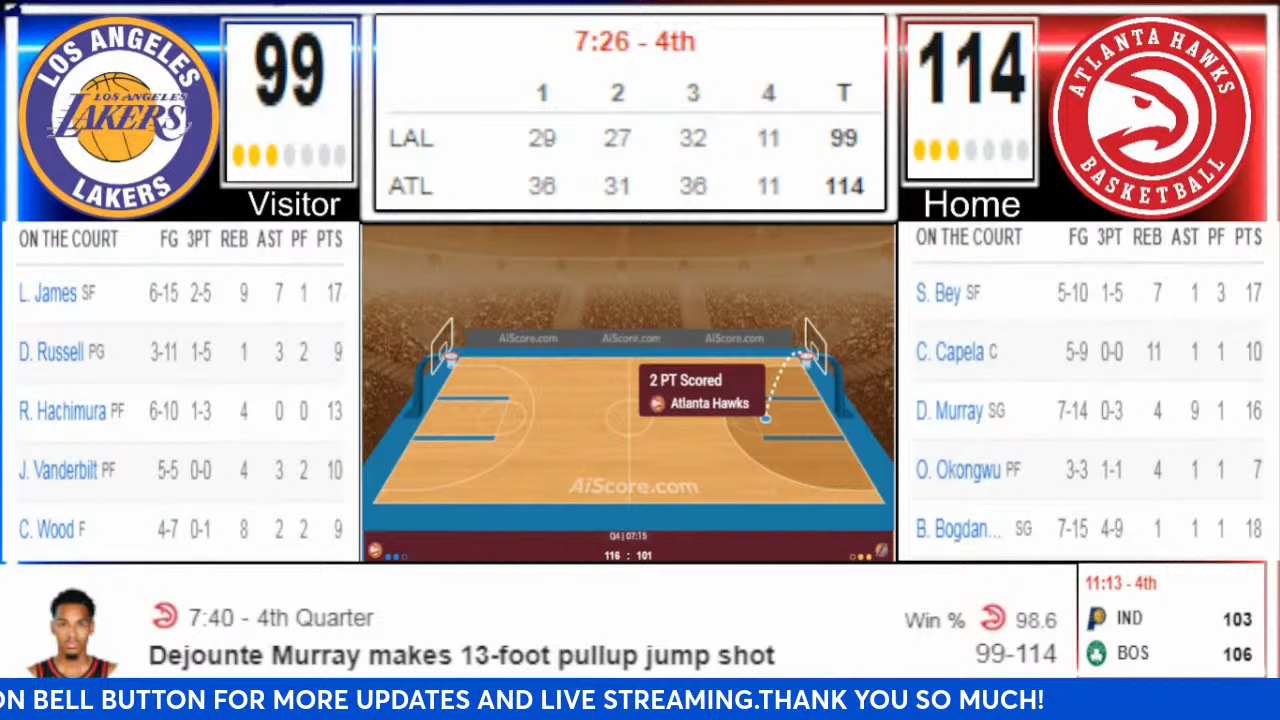 LOS ANGELES
LOS ANGELES
LAKERS
LAKERS
99
Visitor
7:26 - 4th
1 2 3 4 T
LAL 29 27 32 11 99
ATL 36 31 36 11 114
114
Home
ATLANTA HAWKS
BASKETBALL
ON THE COURT FG 3PT REB AST PF PTS
L. James SF 6-15 2-5 9 7 1 17
D. Russell PG 3-11 1-5 1 3 2 9
R. Hachimura PF 6-10 1-3 4 0 0 13
J. Vanderbilt PF 5-5 0-0 4 3 2 10
C. Wood F 4-7 0-1 8 2 2 9
AiScore.com AiScore.com AiScore.com
2 PT Scored
Atlanta Hawks
AiScore.com
Q4 | 07:15
116 : 101
ON THE COURT FG 3PT REB AST PF PTS
S. Bey SF 5-10 1-5 7 1 3 17
C. Capela C 5-9 0-0 11 1 1 10
D. Murray SG 7-14 0-3 4 9 1 16
O. Okongwu PF 3-3 1-1 4 1 1 7
B. Bogdan... SG 7-15 4-9 1 1 1 18
7:40 - 4th Quarter
Dejounte Murray makes 13-foot pullup jump shot
Win % 98.6
99-114
11:13 - 4th
IND 103
BOS 106
ON BELL BUTTON FOR MORE UPDATES AND LIVE STREAMING.THANK YOU SO MUCH!